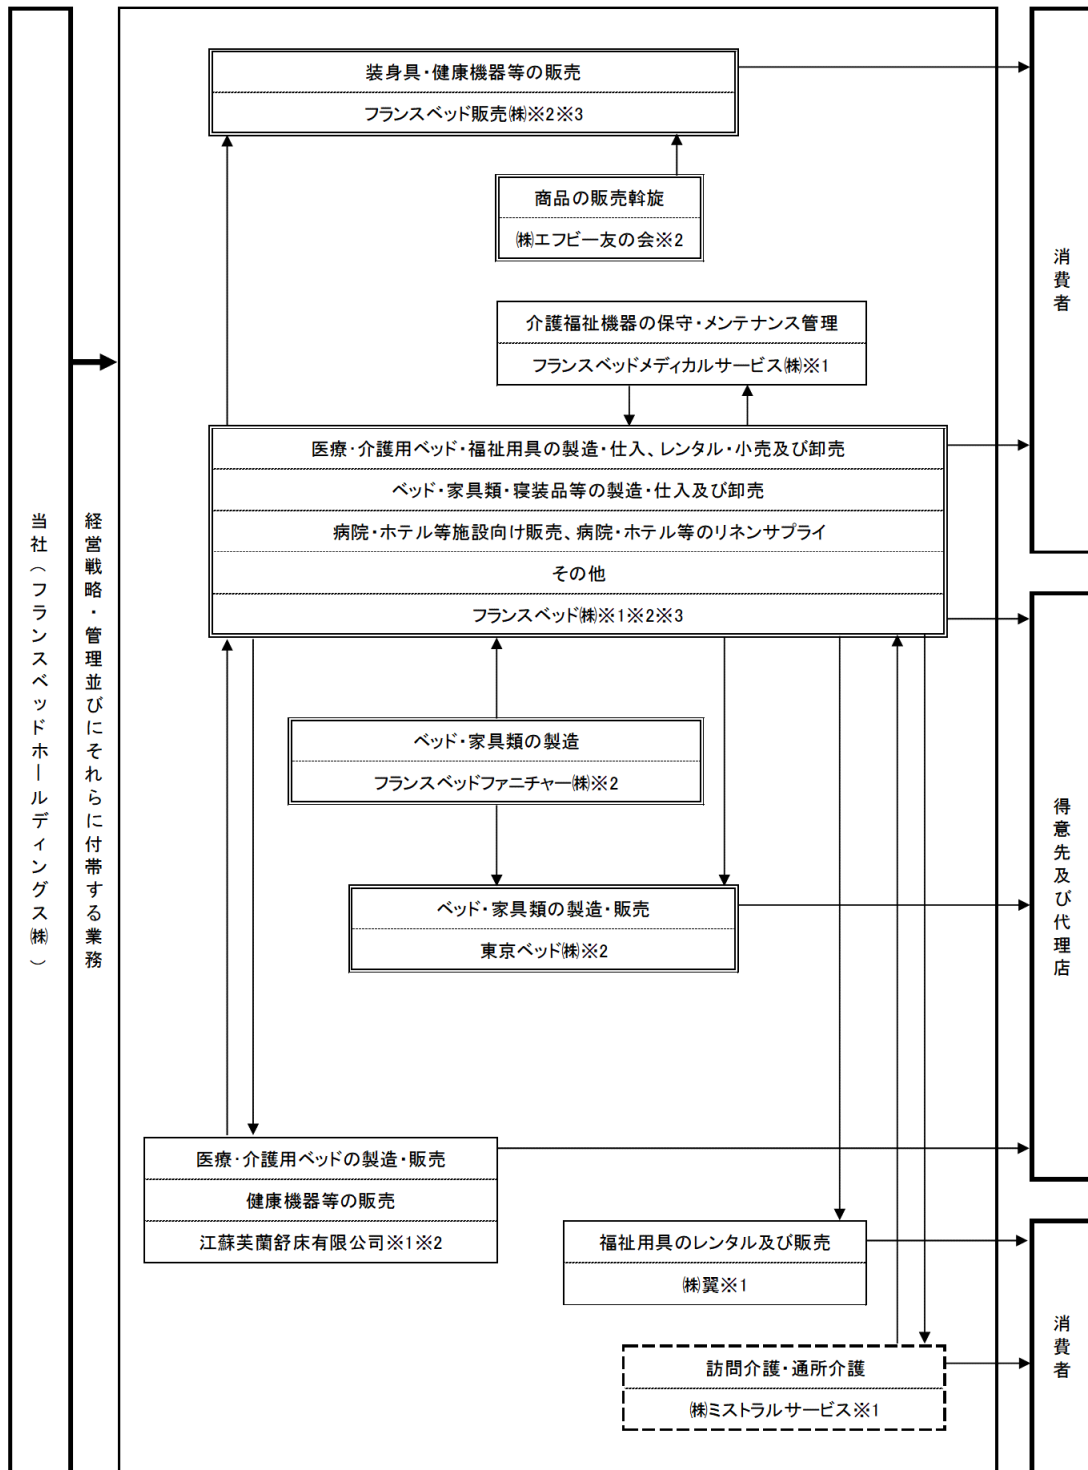 当社（フランスベッドホールディングス㈱）
経営戦略・管理並びにそれらに付帯する業務
装身具・健康機器等の販売
フランスベッド販売㈱※2※3
商品の販売斡旋
㈱エフビー友の会※2
介護福祉機器の保守・メンテナンス管理
フランスベッドメディカルサービス㈱※1
医療・介護用ベッド・福祉用具の製造・仕入、レンタル・小売及び卸売
ベッド・家具類・寝装品等の製造・仕入及び卸売
病院・ホテル等施設向け販売、病院・ホテル等のリネンサプライ
その他
フランスベッド㈱※1※2※3
ベッド・家具類の製造
フランスベッドファニチャー㈱※2
ベッド・家具類の製造・販売
東京ベッド㈱※2
医療・介護用ベッドの製造・販売
健康機器等の販売
江蘇芙蘭舒床有限公司※1※2
福祉用具のレンタル及び販売
㈱翼※1
訪問介護・通所介護
㈱ミストラルサービス※1
消費者
得意先及び代理店
消費者